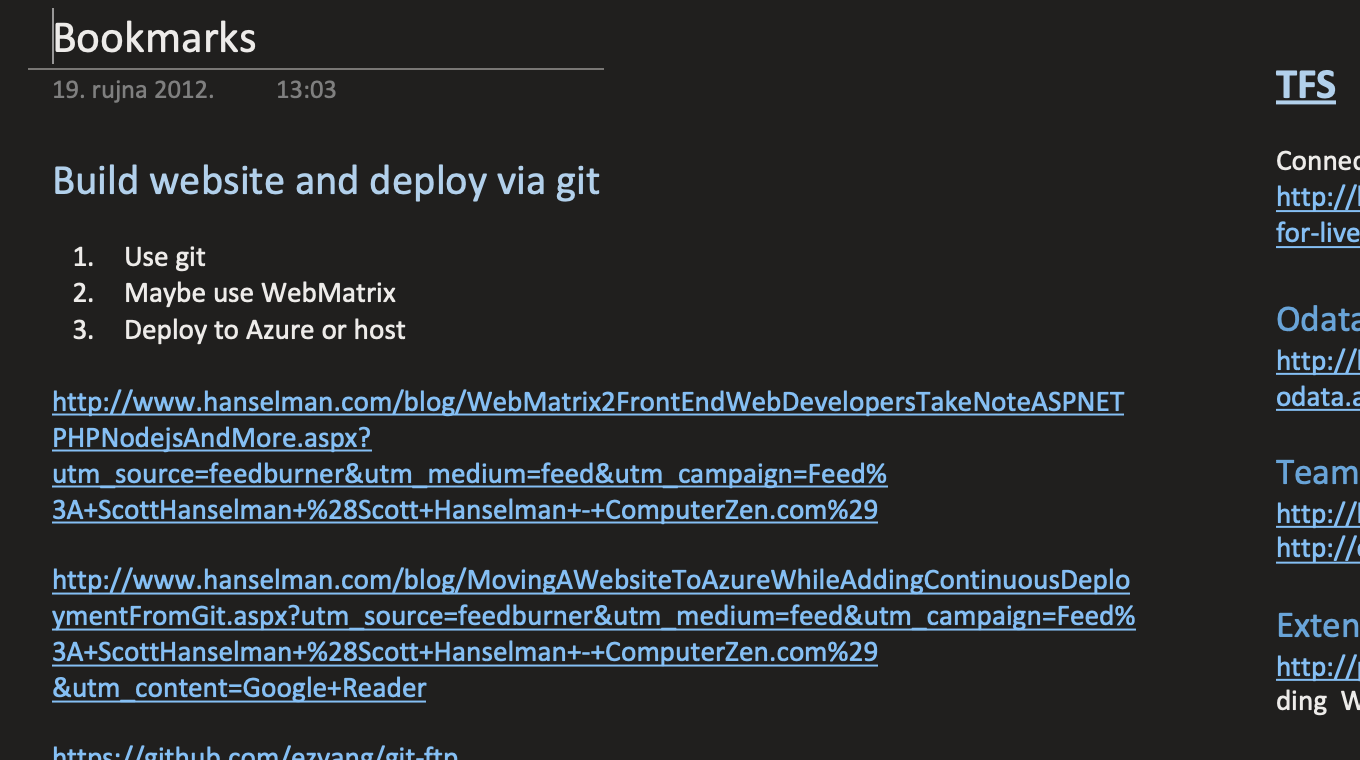 Bookmarks
19. rujna 2012. 13:03
Build website and deploy via git
1. Use git
2. Maybe use WebMatrix
3. Deploy to Azure or host
http://www.hanselman.com/blog/WebMatrix2FrontEndWebDevelopersTakeNoteASPNET
PHPNodejsAndMore.aspx?
utm_source=feedburner&utm_medium=feed&utm_campaign=Feed%
3A+ScottHanselman+%28Scott+Hanselman+-+ComputerZen.com%29
http://www.hanselman.com/blog/MovingAWebsiteToAzureWhileAddingContinuousDeplo
ymentFromGit.aspx?utm_source=feedburner&utm_medium=feed&utm_campaign=Feed%
3A+ScottHanselman+%28Scott+Hanselman+-+ComputerZen.com%29
&utm_content=Google+Reader
https://github.com/ezyang/git-ftp
TFS
Connec
http://
for-live
Odata
http://
odata.a
Team
http://
http://
Exten
http://
ding W